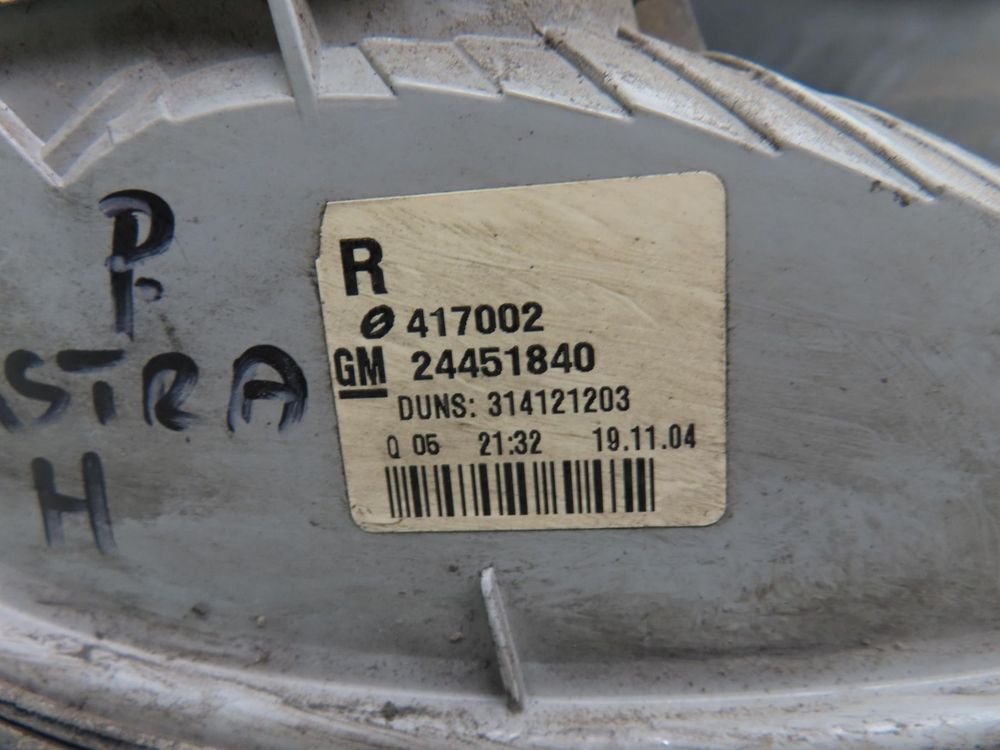 P.
ASTRA
H
R
417002
GM 24451840
DUNS: 314121203
Q 05 21:32 19.11.04